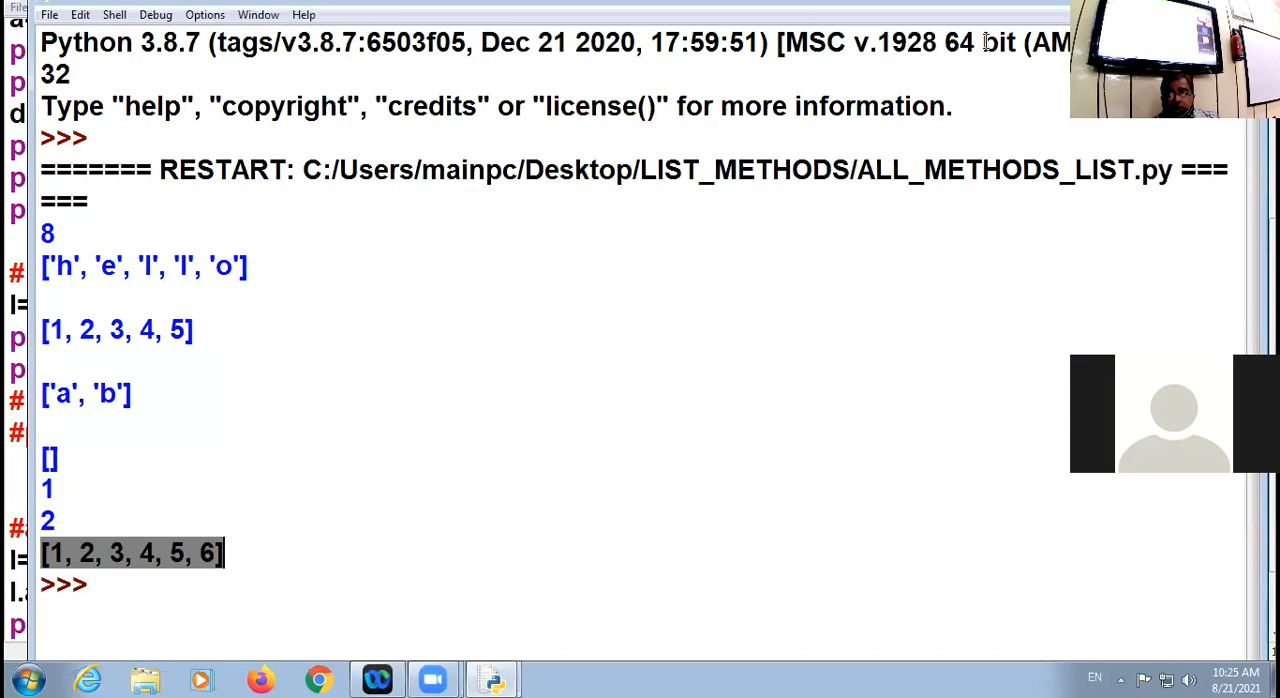 File
File Edit Shell Debug Options Window Help
Python 3.8.7 (tags/v3.8.7:6503f05, Dec 21 2020, 17:59:51) [MSC v.1928 64 bit (AM
32
Type "help", "copyright", "credits" or "license()" for more information.
>>>
======= RESTART: C:/Users/mainpc/Desktop/LIST_METHODS/ALL_METHODS_LIST.py ===
===
8
['h', 'e', 'l', 'l', 'o']
[1, 2, 3, 4, 5]
['a', 'b']
[]
1
2
[1, 2, 3, 4, 5, 6]
>>>
p
p
d
p
p
p
#
l=
p
p
#
#
#
l=
l.
p
EN
10:25 AM
8/21/2021